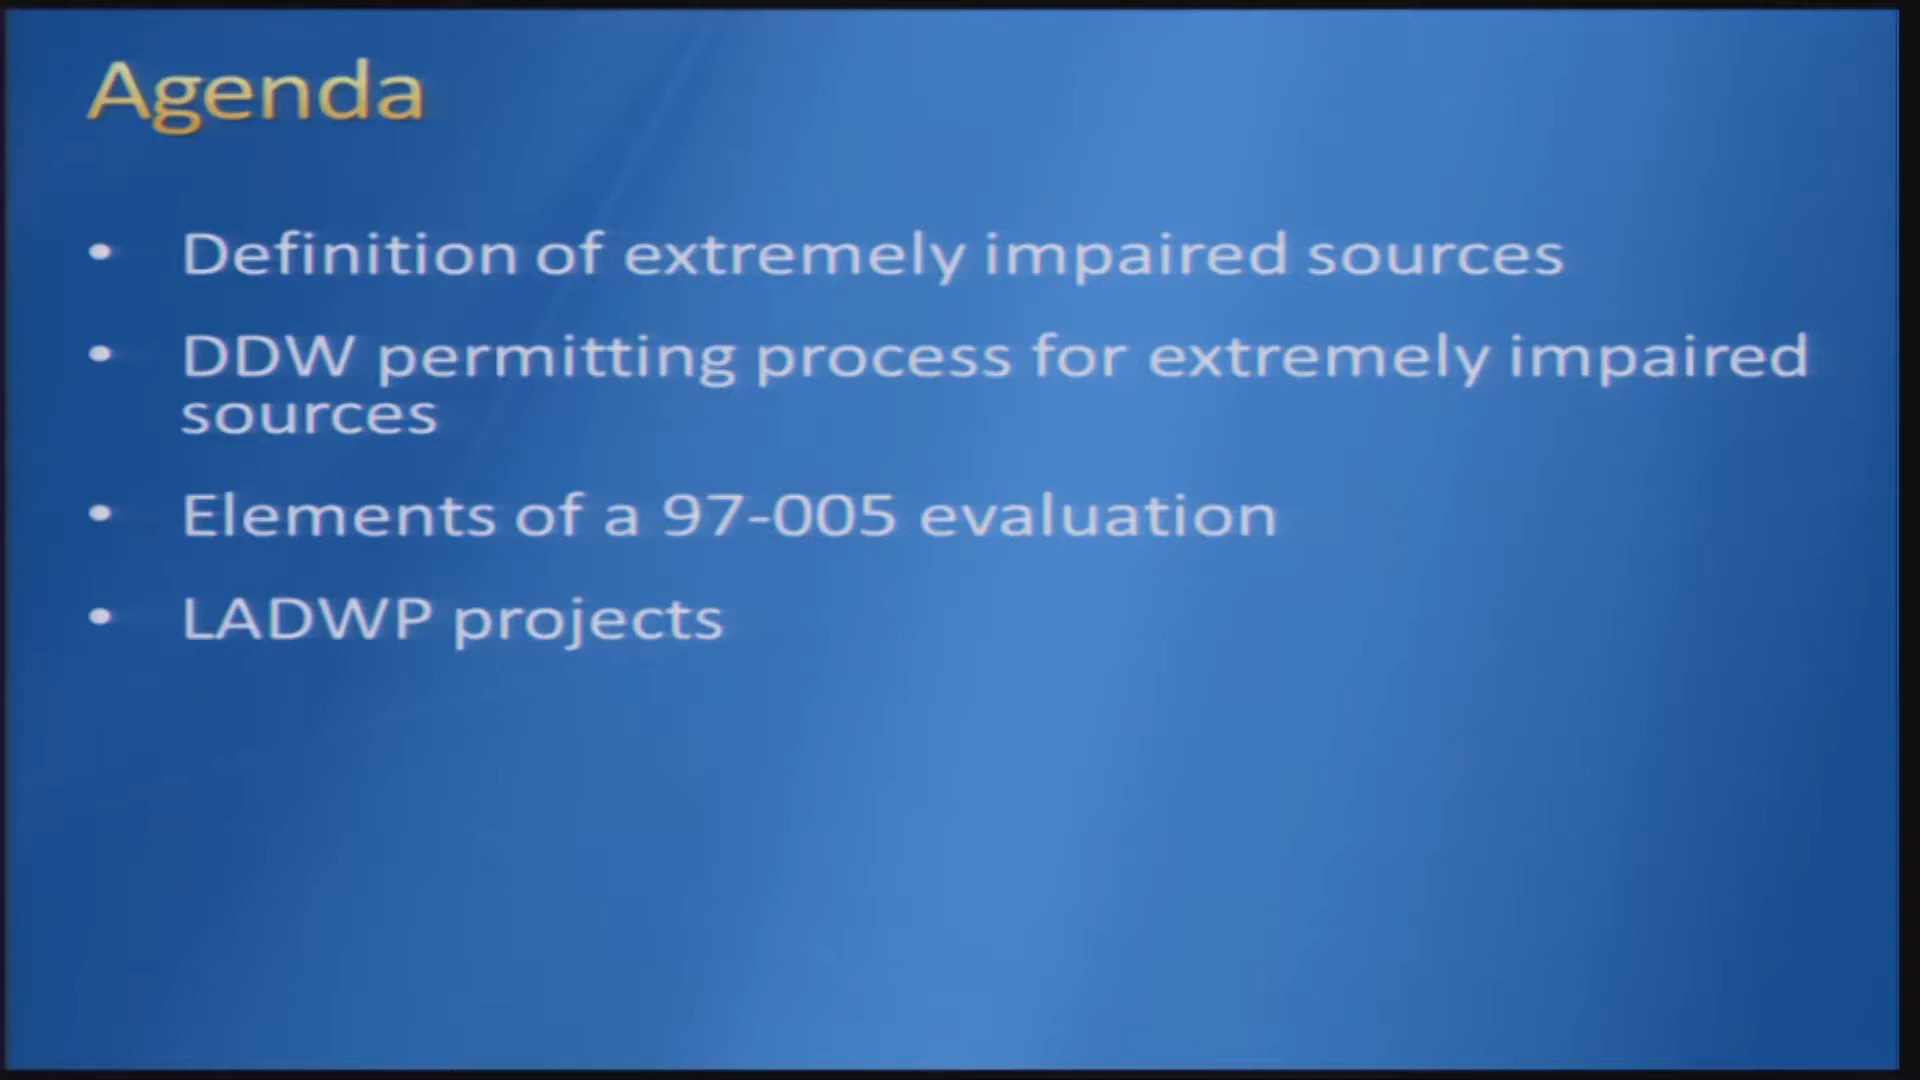 Agenda
• Definition of extremely impaired sources
• DDW permitting process for extremely impaired
sources
• Elements of a 97-005 evaluation
• LADWP projects